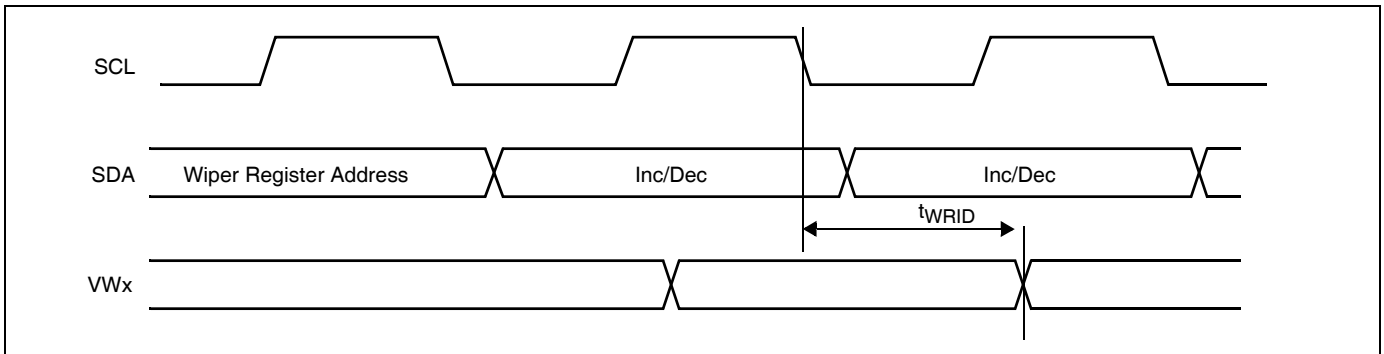 SCL
SDA Wiper Register Address Inc/Dec Inc/Dec
tWRID
VWx